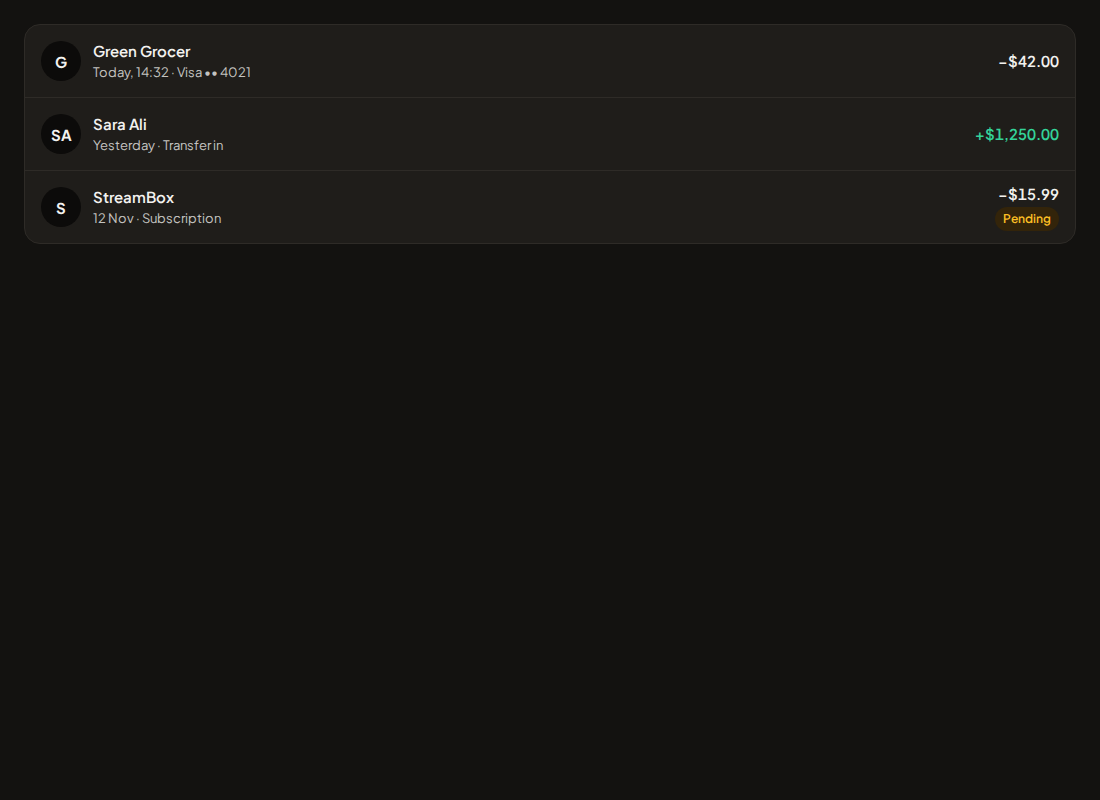 G
Green Grocer
Today, 14:32 · Visa •• 4021
−$42.00
SA
Sara Ali
Yesterday · Transfer in
+$1,250.00
S
StreamBox
12 Nov · Subscription
−$15.99
Pending